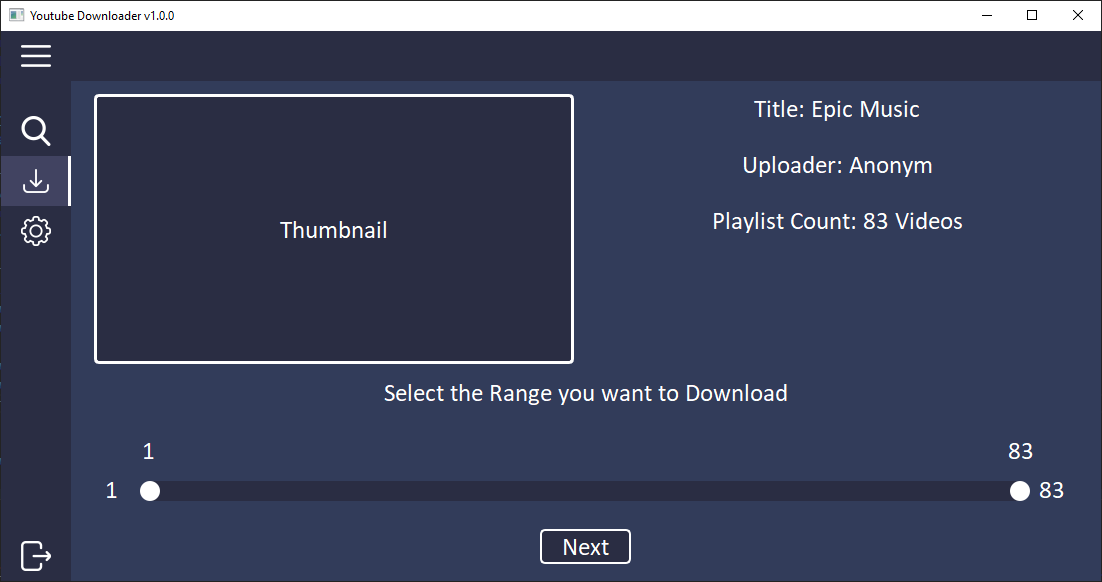 Youtube Downloader v1.0.0
Thumbnail
Title: Epic Music
Uploader: Anonym
Playlist Count: 83 Videos
Select the Range you want to Download
1 83
1 83
Next